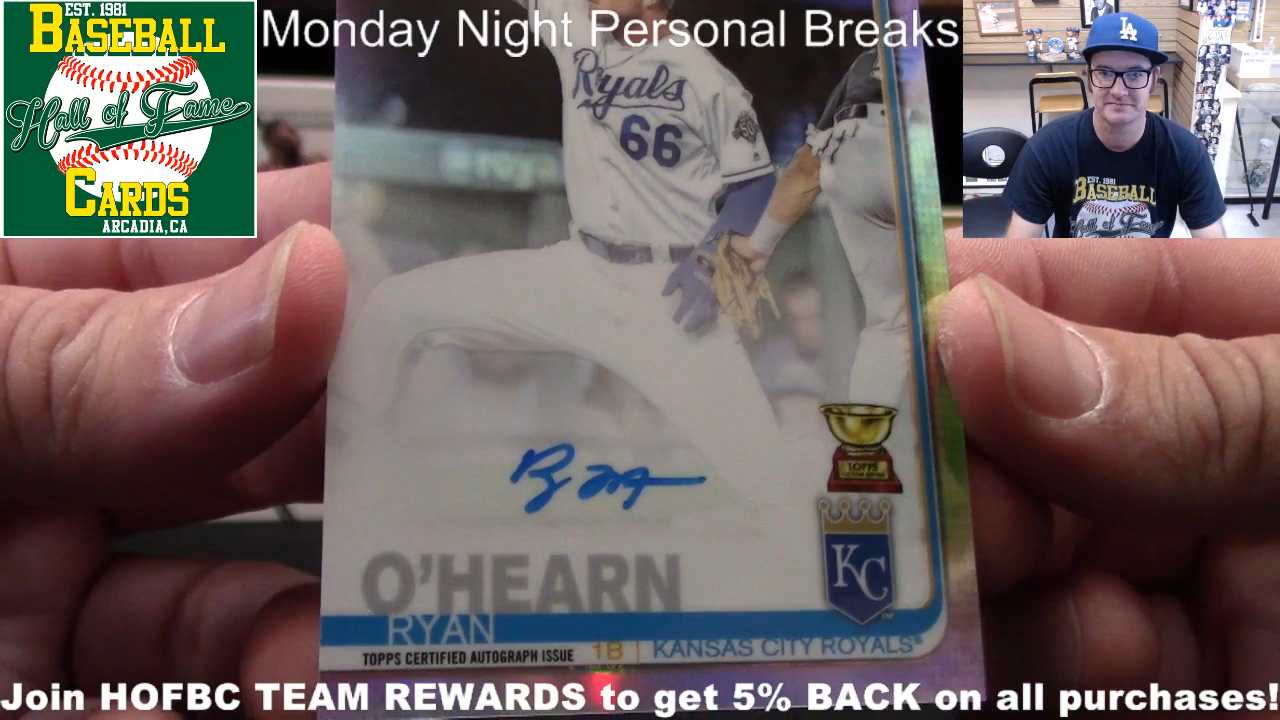 EST. 1981
BASEBALL
Hall of Fame
CARDS
ARCADIA, CA
Monday Night Personal Breaks
LA
EST. 1981
BASEBALL
Royals
66
TOPPS
KC
O'HEARN
RYAN
TOPPS CERTIFIED AUTOGRAPH ISSUE
1B | KANSAS CITY ROYALS®
Join HOFBC TEAM REWARDS to get 5% BACK on all purchases!